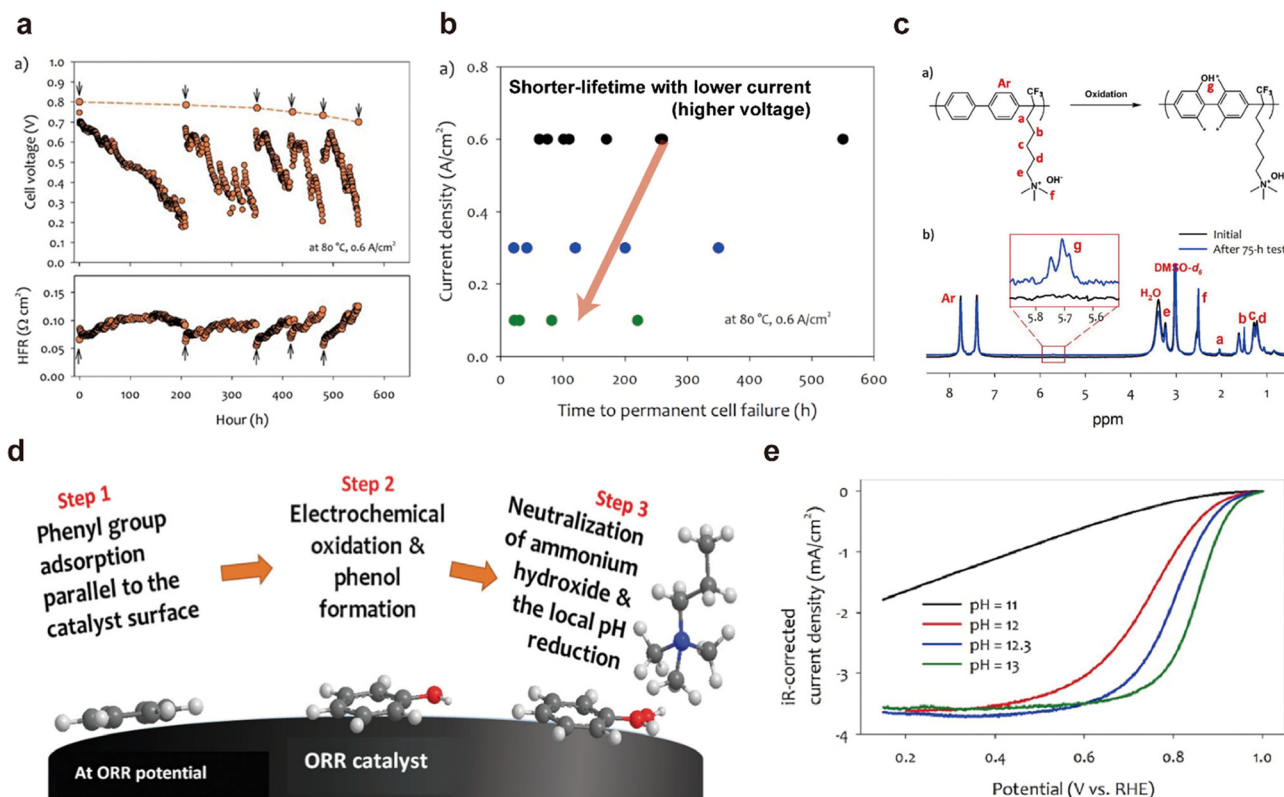 a
a)
Cell voltage (V)
1.0
0.9
0.8
0.7
0.6
0.5
0.4
0.3
0.2
0.1
0.0
at 80 °C, 0.6 A/cm²
HFR (Ω cm²)
0.15
0.10
0.05
0.00
0 100 200 300 400 500 600
Hour (h)
b
a)
Shorter-lifetime with lower current
(higher voltage)
Current density (A/cm²)
0.8
0.6
0.4
0.2
0.0
at 80 °C, 0.6 A/cm²
0 100 200 300 400 500 600
Time to permanent cell failure (h)
c
a)
Ar
CF₃
a
b
c
d
e
OH⁻
N⁺
f
Oxidation
OH*
g
CF₃
N⁺
OH
b)
Initial
After 75-h test
g
5.8 5.7 5.6
Ar
H₂O
e
DMSO-d₆
f
a
b
c
d
8 7 6 5 4 3 2 1
ppm
d
Step 1
Phenyl group
adsorption
parallel to the
catalyst surface
Step 2
Electrochemical
oxidation &
phenol
formation
Step 3
Neutralization
of ammonium
hydroxide &
the local pH
reduction
At ORR potential
ORR catalyst
e
iR-corrected
current density (mA/cm²)
0
-1
-2
-3
-4
pH = 11
pH = 12
pH = 12.3
pH = 13
0.2 0.4 0.6 0.8 1.0
Potential (V vs. RHE)